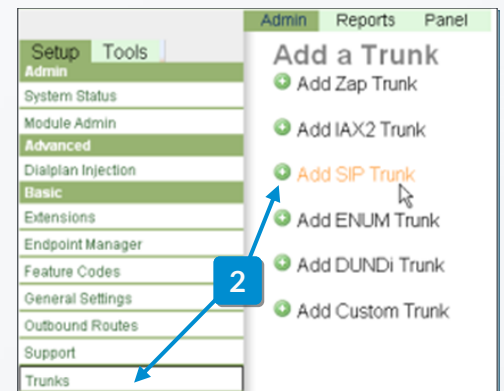 Admin Reports Panel
Setup Tools
Admin
System Status
Module Admin
Advanced
Dialplan Injection
Basic
Extensions
Endpoint Manager
Feature Codes
General Settings
Outbound Routes
Support
Trunks
Add a Trunk
Add Zap Trunk
Add IAX2 Trunk
Add SIP Trunk
Add ENUM Trunk
Add DUNDi Trunk
Add Custom Trunk
2